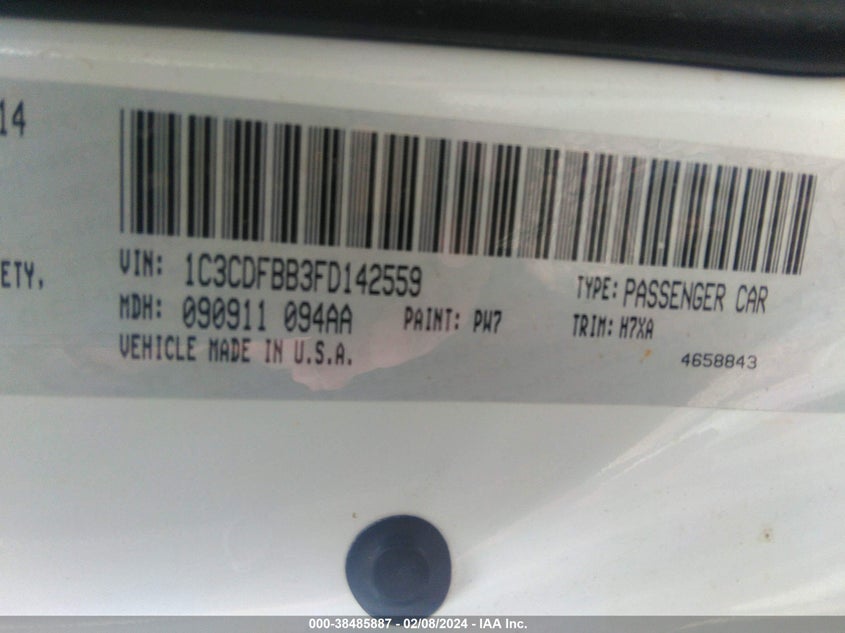 14
ETY,
VIN: 1C3CDFBB3FD142559
TYPE: PASSENGER CAR
MDH: 090911 094AA
PAINT: PW7
TRIM: H7XA
VEHICLE MADE IN U.S.A.
4658843
000-38485887 - 02/08/2024 - IAA Inc.